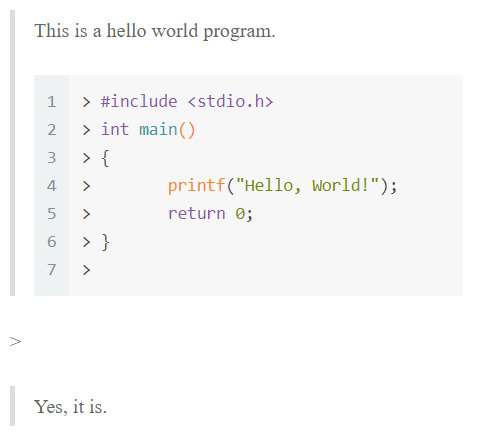 This is a hello world program.
1 > #include <stdio.h>
2 > int main()
3 > {
4 >         printf("Hello, World!");
5 >         return 0;
6 > }
7 >
>
Yes, it is.